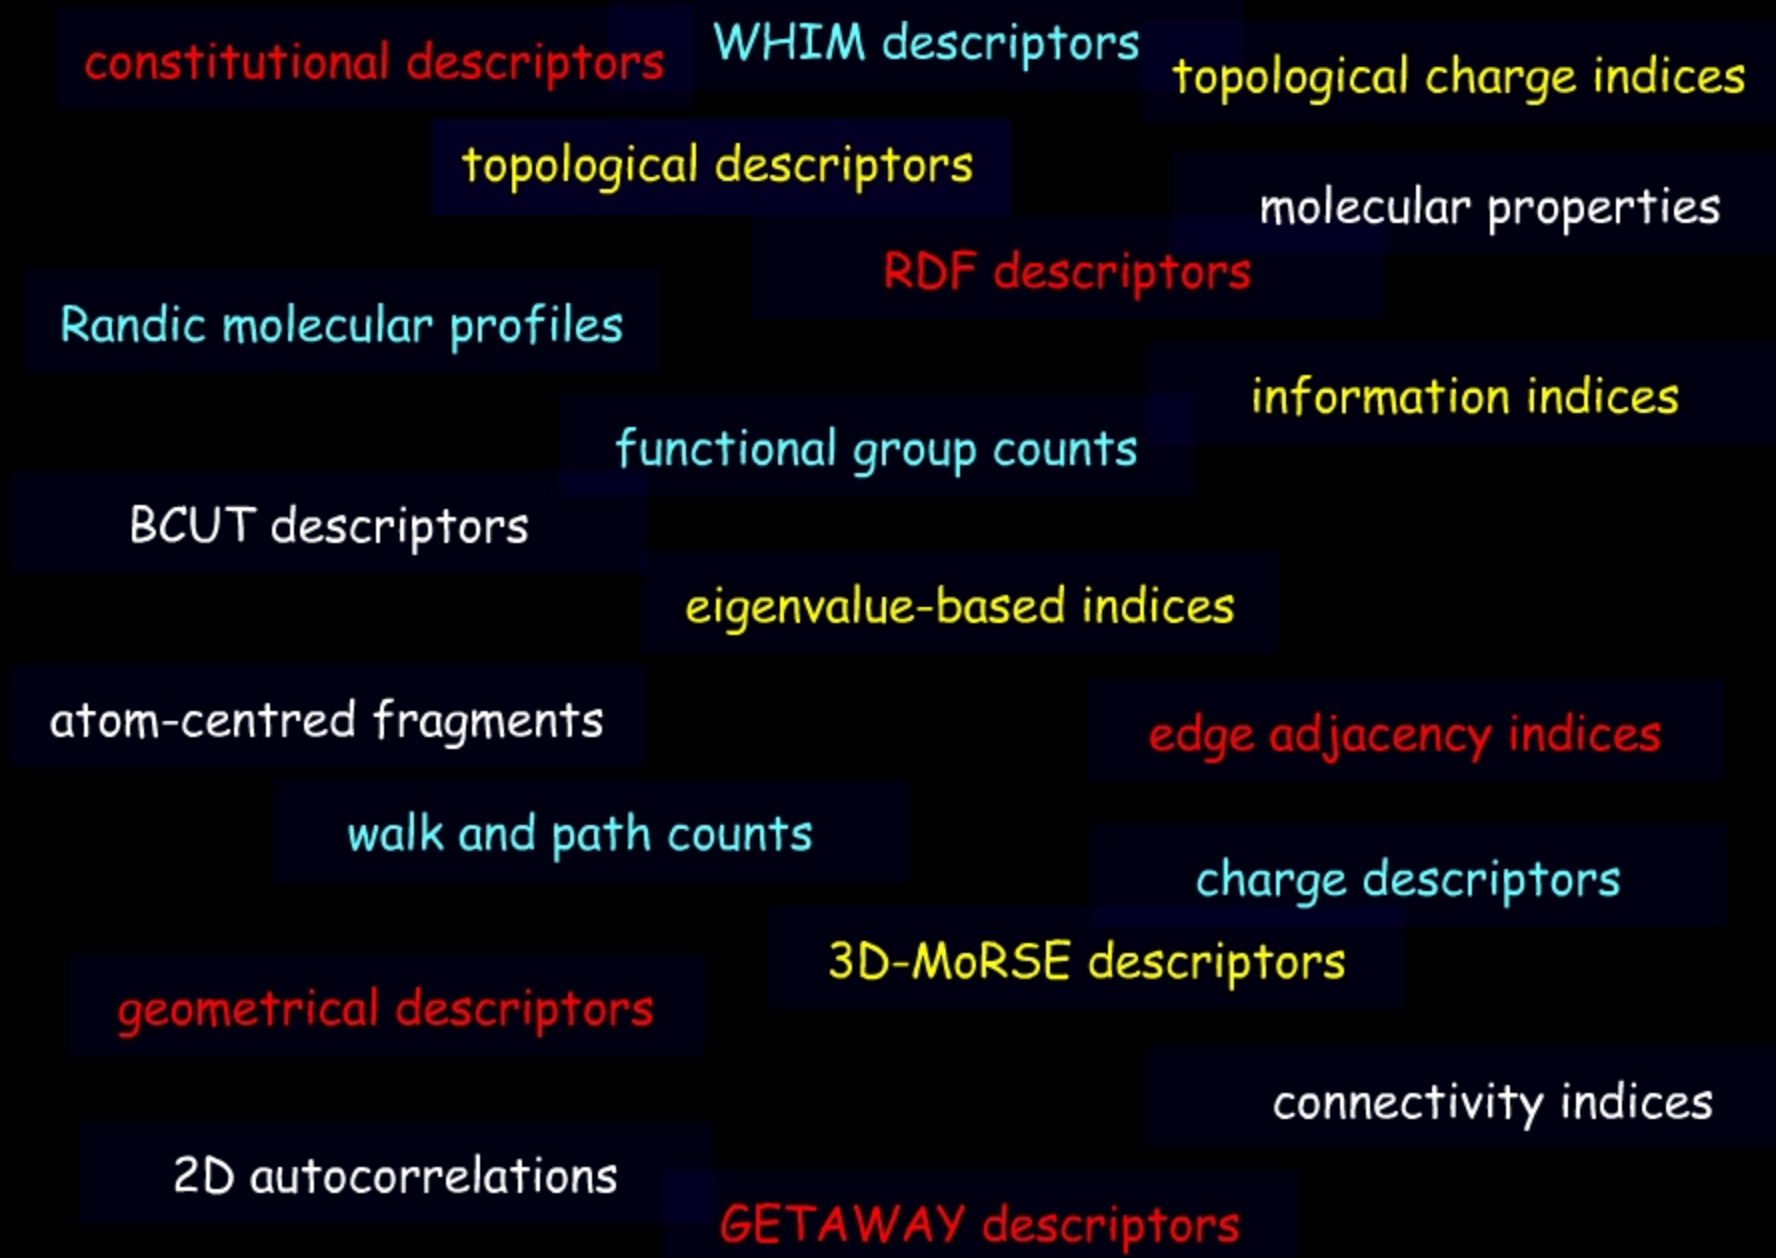 WHIM descriptors
constitutional descriptors
topological charge indices
topological descriptors
molecular properties
RDF descriptors
Randic molecular profiles
information indices
functional group counts
BCUT descriptors
eigenvalue-based indices
atom-centred fragments
edge adjacency indices
walk and path counts
charge descriptors
3D-MoRSE descriptors
geometrical descriptors
connectivity indices
2D autocorrelations
GETAWAY descriptors